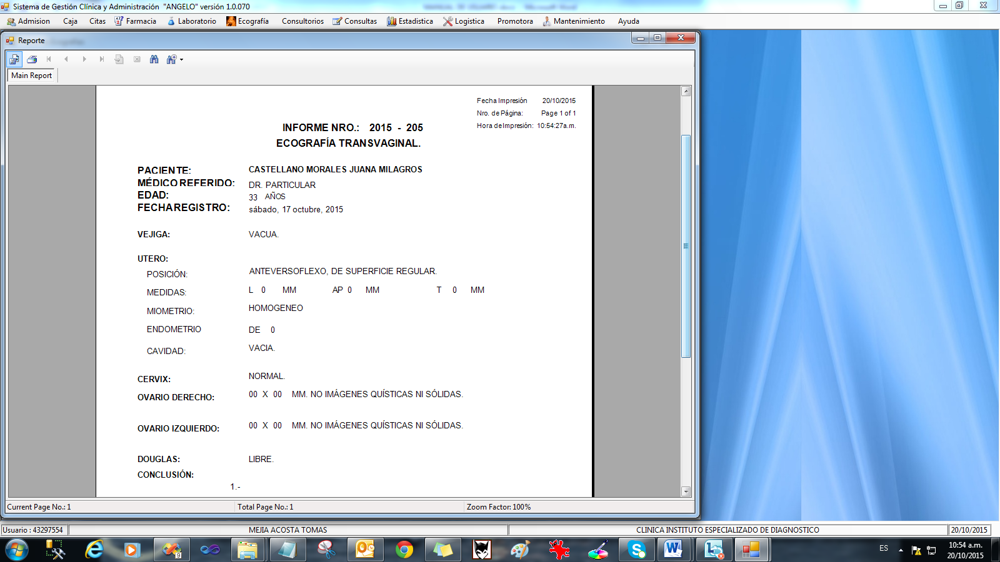 Sistema de Gestión Clínica y Administración "ANGELO" versión 1.0.070
Admision Caja Citas Farmacia Laboratorio Ecografía Consultorios Consultas Estadistica Logistica Promotora Mantenimiento Ayuda
Reporte
Main Report
Fecha Impresión 20/10/2015
Nro. de Página: Page 1 of 1
Hora de Impresión: 10:54:27a.m.
INFORME NRO.: 2015 - 205
ECOGRAFÍA TRANSVAGINAL.
PACIENTE: CASTELLANO MORALES JUANA MILAGROS
MÉDICO REFERIDO: DR. PARTICULAR
EDAD: 33 AÑOS
FECHA REGISTRO: sábado, 17 octubre, 2015
VEJIGA: VACUA.
UTERO:
POSICIÓN: ANTEVERSOFLEXO, DE SUPERFICIE REGULAR.
MEDIDAS: L 0 MM AP 0 MM T 0 MM
MIOMETRIO: HOMOGENEO
ENDOMETRIO DE 0
CAVIDAD: VACIA.
CERVIX: NORMAL.
OVARIO DERECHO: 00 X 00 MM. NO IMÁGENES QUÍSTICAS NI SÓLIDAS.
OVARIO IZQUIERDO: 00 X 00 MM. NO IMÁGENES QUÍSTICAS NI SÓLIDAS.
DOUGLAS: LIBRE.
CONCLUSIÓN:
1.-
Current Page No.: 1 Total Page No.: 1 Zoom Factor: 100%
Usuario : 43297554 MEJIA ACOSTA TOMAS CLINICA INSTITUTO ESPECIALIZADO DE DIAGNOSTICO 20/10/2015
9
ES 10:54 a.m.
20/10/2015